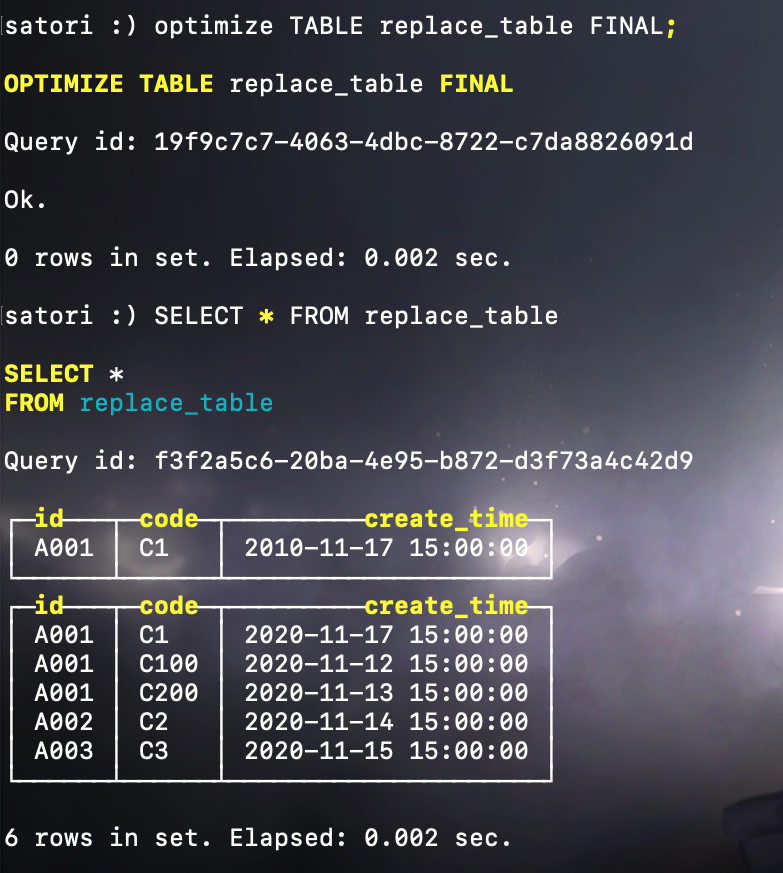 satori :) optimize TABLE replace_table FINAL;
OPTIMIZE TABLE replace_table FINAL
Query id: 19f9c7c7-4063-4dbc-8722-c7da8826091d
Ok.
0 rows in set. Elapsed: 0.002 sec.
satori :) SELECT * FROM replace_table
SELECT *
FROM replace_table
Query id: f3f2a5c6-20ba-4e95-b872-d3f73a4c42d9
id code create_time
A001 C1 2010-11-17 15:00:00
id code create_time
A001 C1 2020-11-17 15:00:00
A001 C100 2020-11-12 15:00:00
A001 C200 2020-11-13 15:00:00
A002 C2 2020-11-14 15:00:00
A003 C3 2020-11-15 15:00:00
6 rows in set. Elapsed: 0.002 sec.